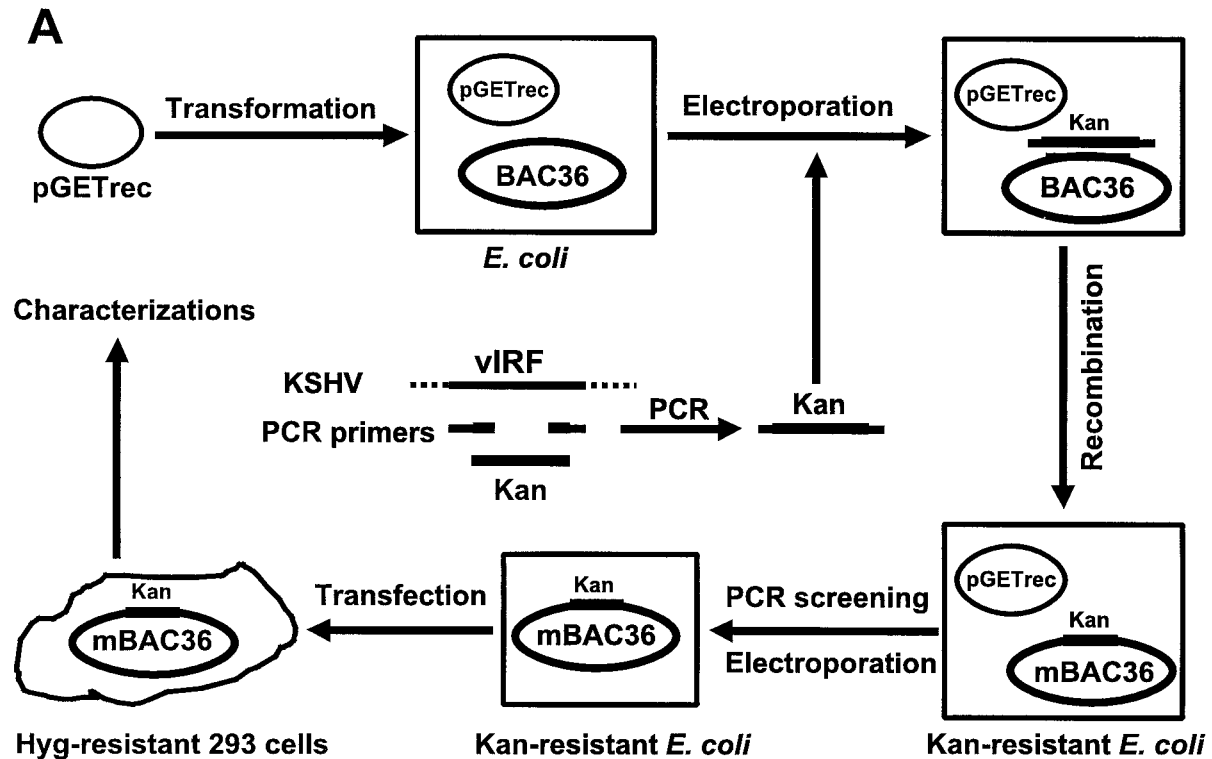 A
pGETrec
Transformation
pGETrec
BAC36
E. coli
Electroporation
pGETrec
Kan
BAC36
Recombination
Characterizations
KSHV
vIRF
PCR primers
Kan
PCR
Kan
pGETrec
Kan
mBAC36
Kan-resistant E. coli
PCR screening
Electroporation
Kan
mBAC36
Kan-resistant E. coli
Transfection
Kan
mBAC36
Hyg-resistant 293 cells